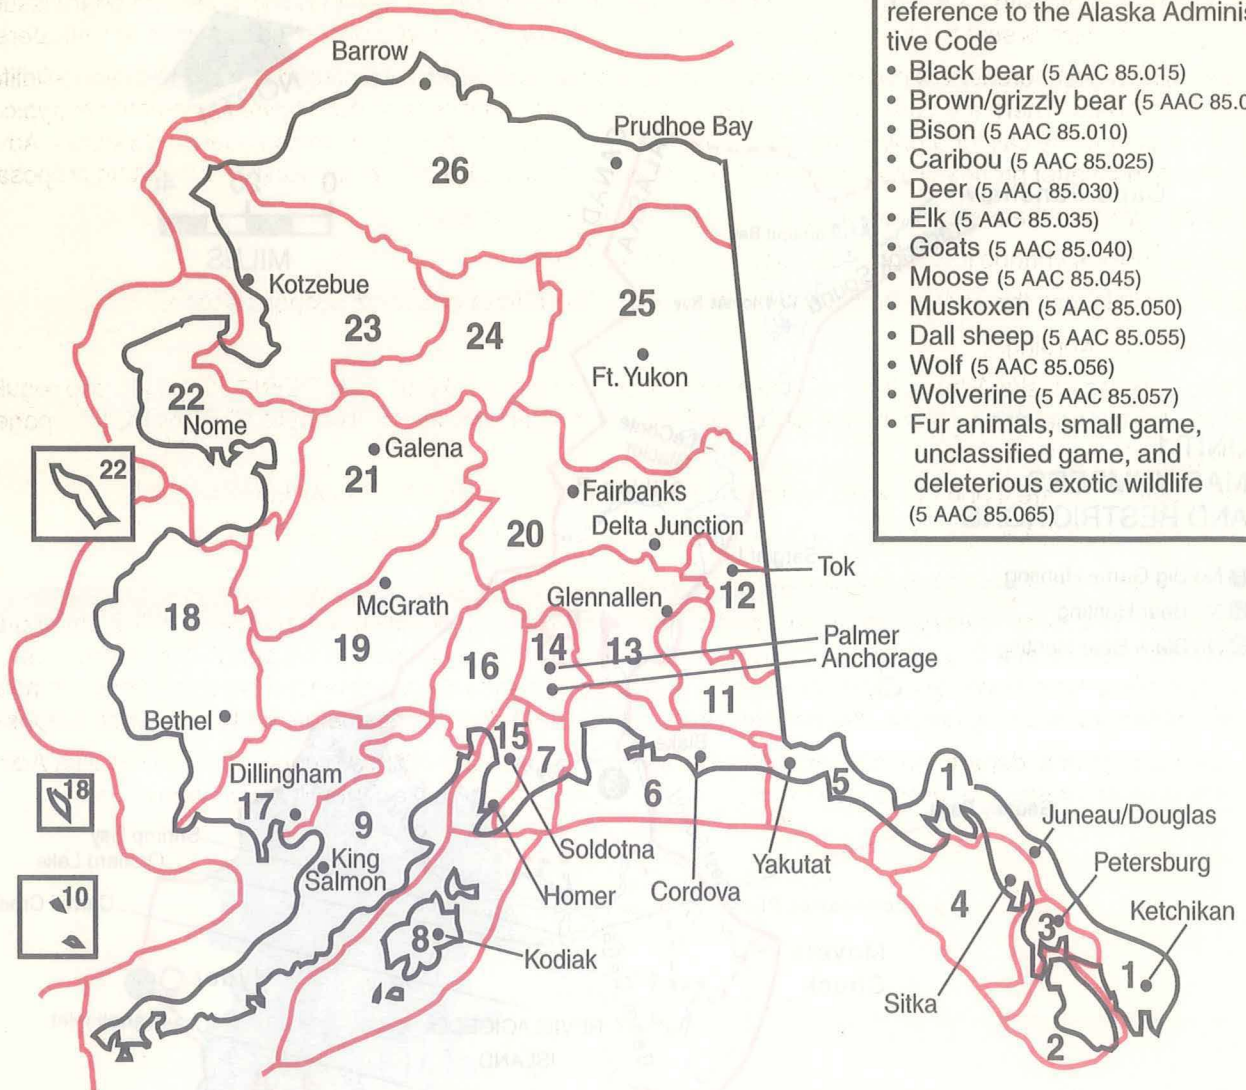 reference to the Alaska Adminis
tive Code
• Black bear (5 AAC 85.015)
• Brown/grizzly bear (5 AAC 85.0
• Bison (5 AAC 85.010)
• Caribou (5 AAC 85.025)
• Deer (5 AAC 85.030)
• Elk (5 AAC 85.035)
• Goats (5 AAC 85.040)
• Moose (5 AAC 85.045)
• Muskoxen (5 AAC 85.050)
• Dall sheep (5 AAC 85.055)
• Wolf (5 AAC 85.056)
• Wolverine (5 AAC 85.057)
• Fur animals, small game,
unclassified game, and
deleterious exotic wildlife
(5 AAC 85.065)
Barrow
Prudhoe Bay
26
Kotzebue
23
24
25
Ft. Yukon
22
Nome
Galena
21
22
Fairbanks
20
Delta Junction
Tok
12
McGrath
Glennallen
18
19
16
14
13
Palmer
Anchorage
11
Bethel
15
7
Dillingham
17
18
9
6
5
1
Juneau/Douglas
King
Salmon
Soldotna
Yakutat
Petersburg
Homer
Cordova
10
4
3
Ketchikan
8
Kodiak
1
Sitka
2